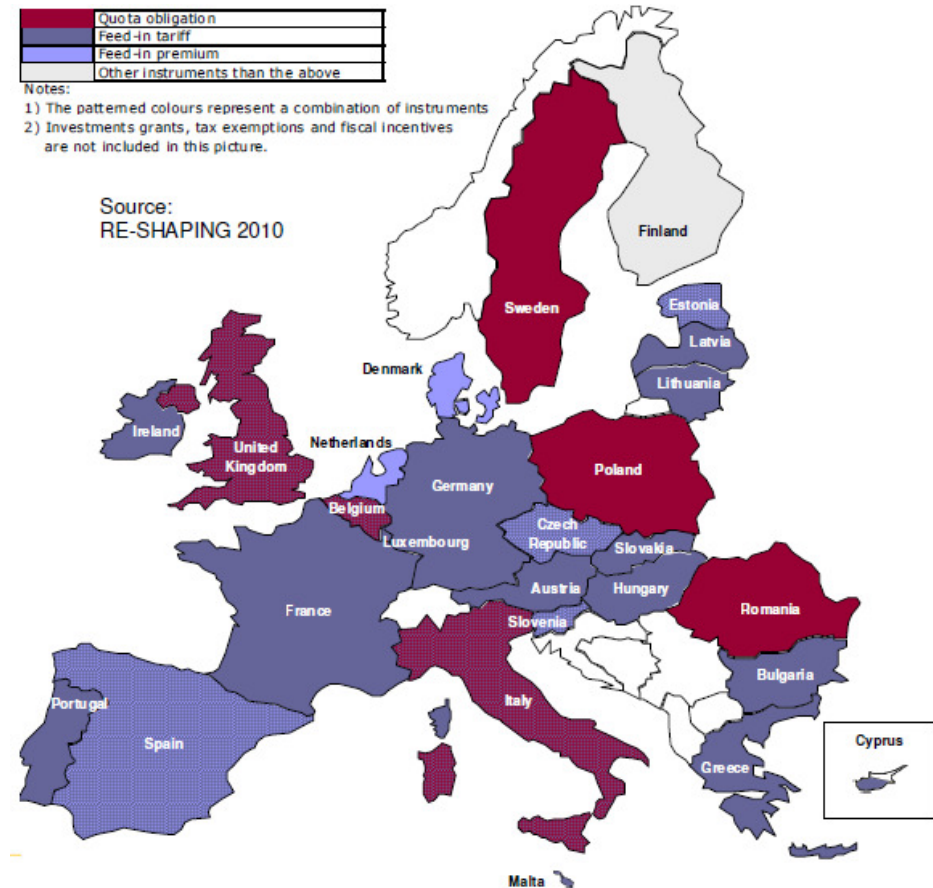 Quota obligation
Feed-in tariff
Feed-in premium
Other instruments than the above
Notes:
1) The patterned colours represent a combination of instruments
2) Investments grants, tax exemptions and fiscal incentives
are not included in this picture.
Source:
RE-SHAPING 2010
Finland
Sweden
Estonia
Latvia
Lithuania
Denmark
Ireland
United
Kingdom
Netherlands
Belgium
Germany
Poland
Luxembourg
Czech
Republic
Slovakia
Austria
Hungary
France
Slovenia
Romania
Bulgaria
Portugal
Spain
Italy
Greece
Cyprus
Malta